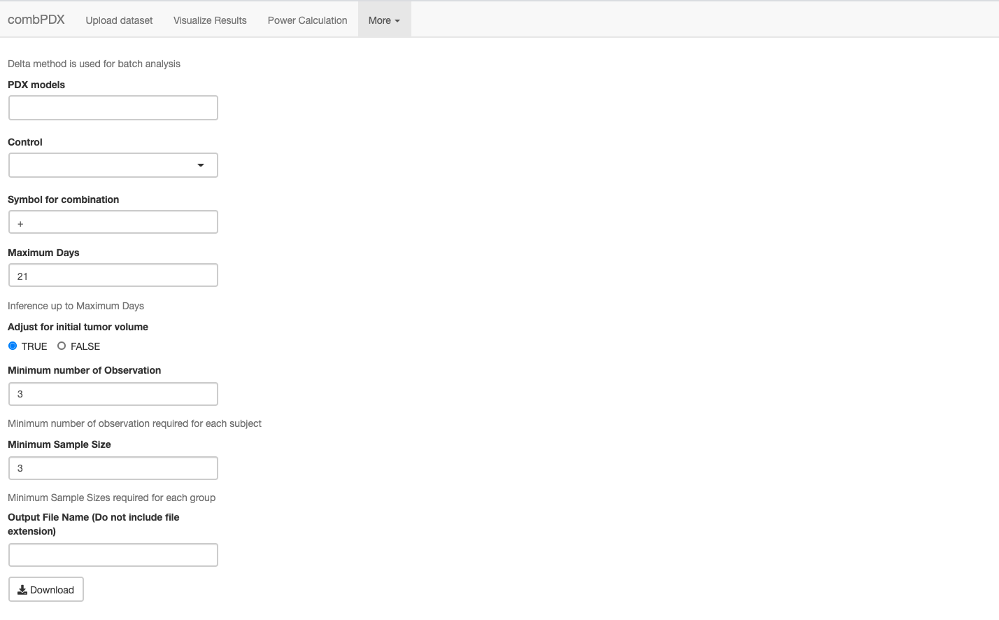 combPDX Upload dataset Visualize Results Power Calculation More
Delta method is used for batch analysis
PDX models
Control
Symbol for combination
+
Maximum Days
21
Inference up to Maximum Days
Adjust for initial tumor volume
TRUE FALSE
Minimum number of Observation
3
Minimum number of observation required for each subject
Minimum Sample Size
3
Minimum Sample Sizes required for each group
Output File Name (Do not include file
extension)
Download